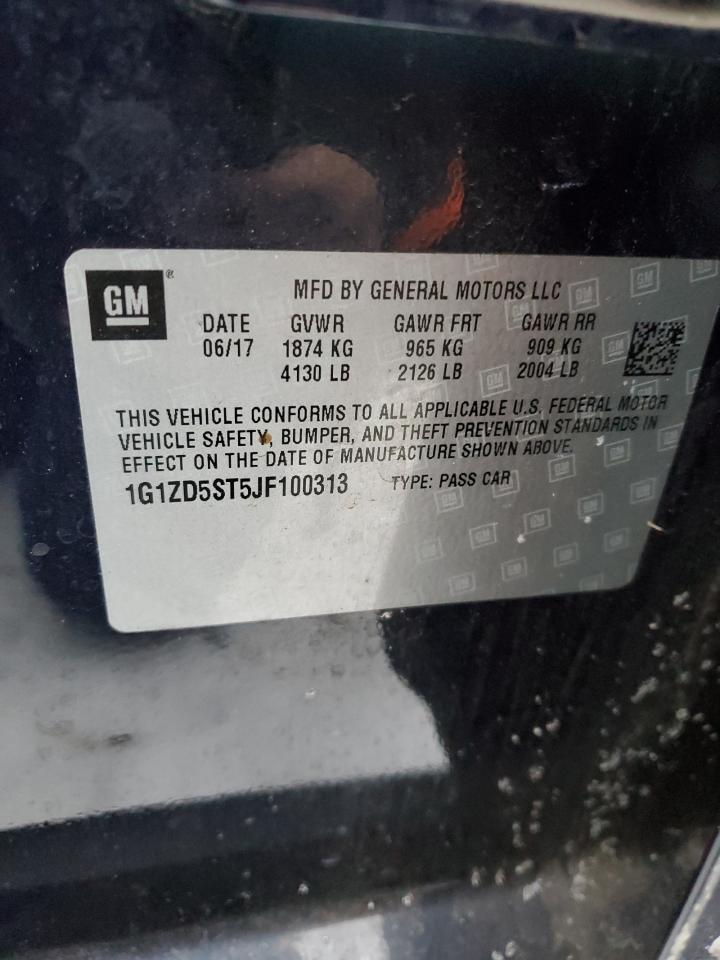 GM ®
MFD BY GENERAL MOTORS LLC
DATE GVWR GAWR FRT GAWR RR
06/17 1874 KG 965 KG 909 KG
4130 LB 2126 LB 2004 LB
THIS VEHICLE CONFORMS TO ALL APPLICABLE U.S. FEDERAL MOTOR
VEHICLE SAFETY, BUMPER, AND THEFT PREVENTION STANDARDS IN
EFFECT ON THE DATE OF MANUFACTURE SHOWN ABOVE.
1G1ZD5ST5JF100313 TYPE: PASS CAR